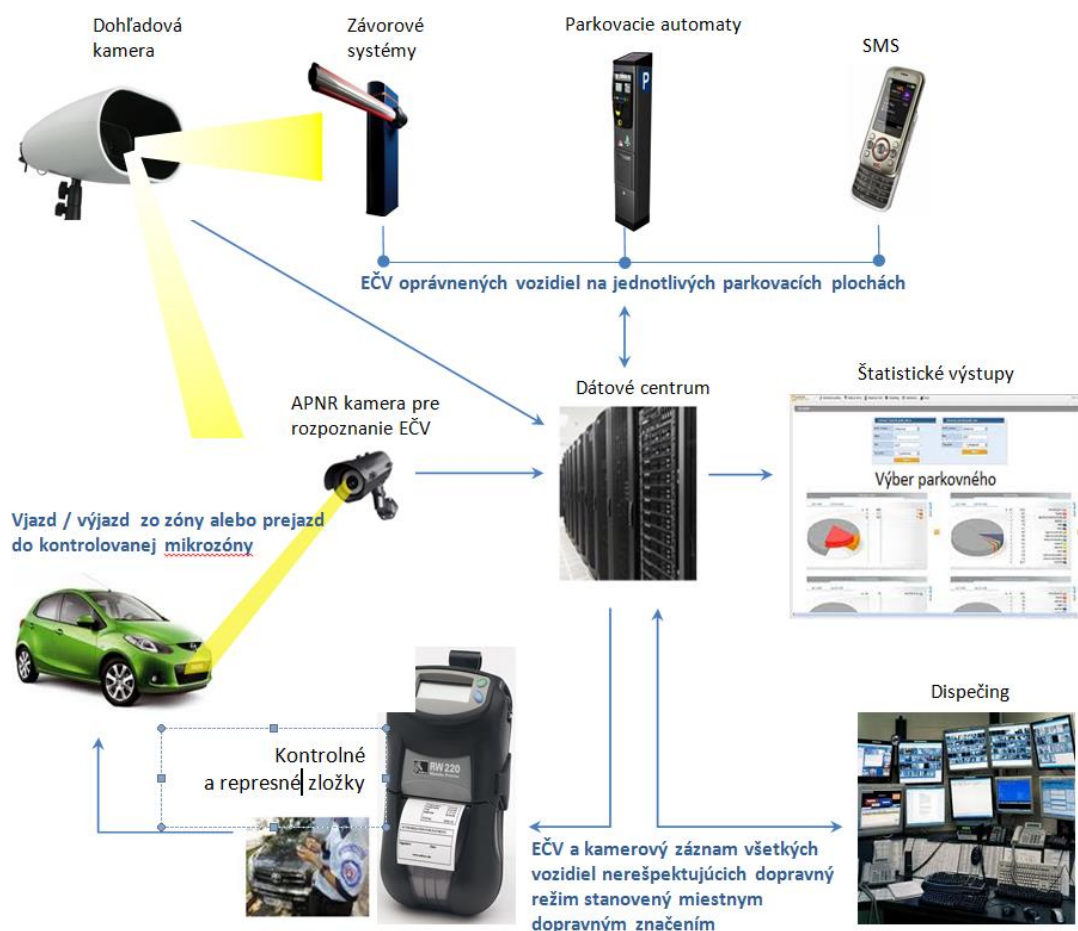 Dohľadová
kamera
Závorové
systémy
Parkovacie automaty
SMS
P
EČV oprávnených vozidiel na jednotlivých parkovacích plochách
Dátové centrum
Štatistické výstupy
Výber parkovného
APNR kamera pre
rozpoznanie EČV
Vjazd / výjazd zo zóny alebo prejazd
do kontrolovanej mikrozóny
Kontrolné
a represné zložky
RW 220
Dispečing
EČV a kamerový záznam všetkých
vozidiel nerešpektujúcich dopravný
režim stanovený miestnym
dopravným značením